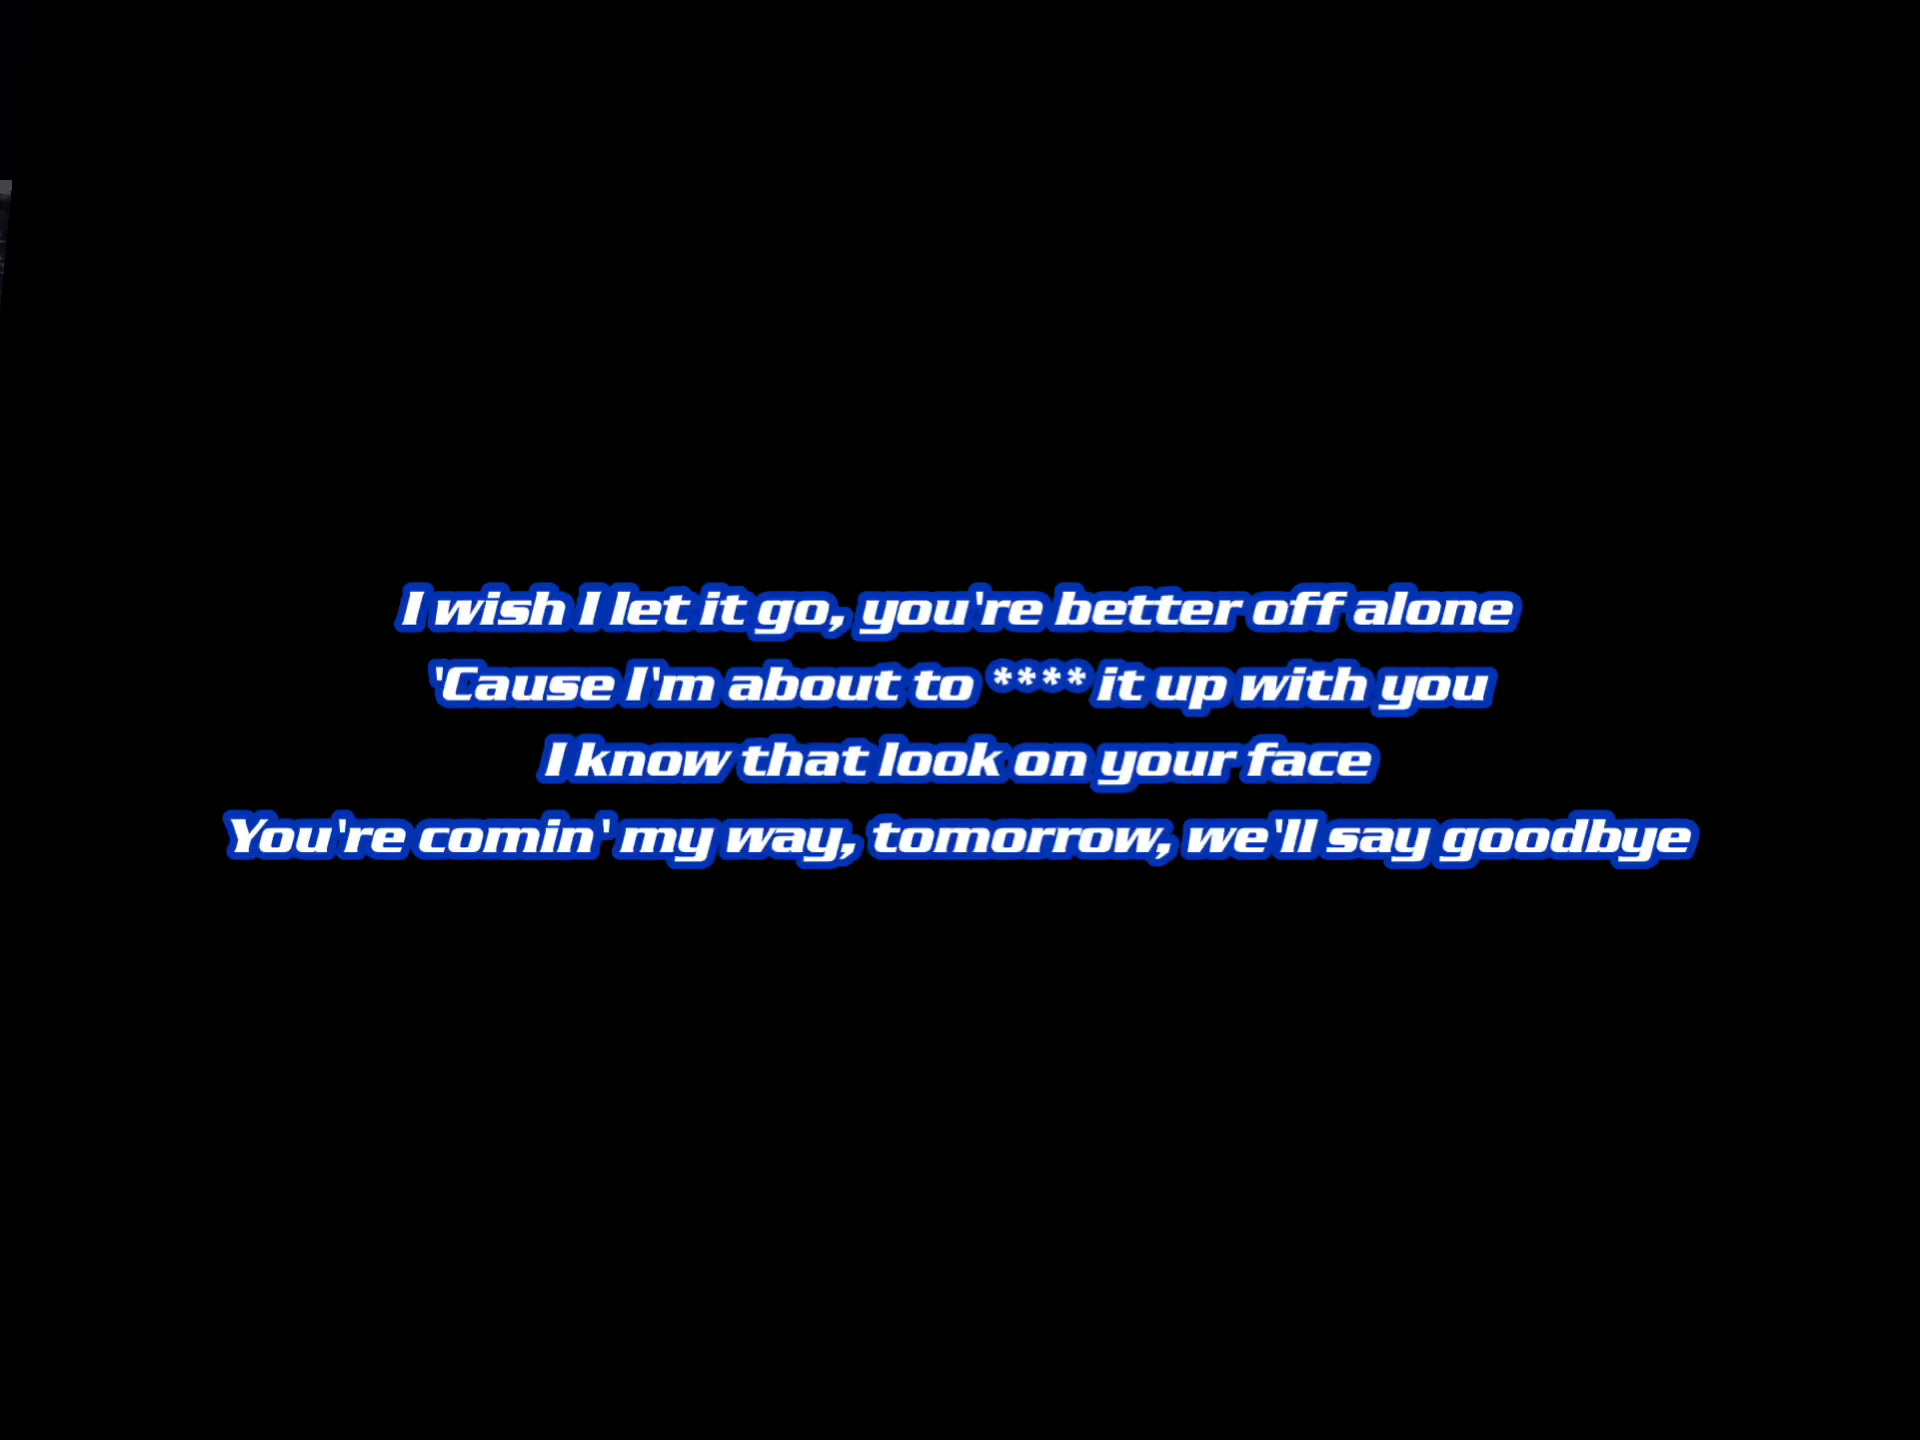 I wish I let it go, you're better off alone
'Cause I'm about to **** it up with you
I know that look on your face
You're comin' my way, tomorrow, we'll say goodbye